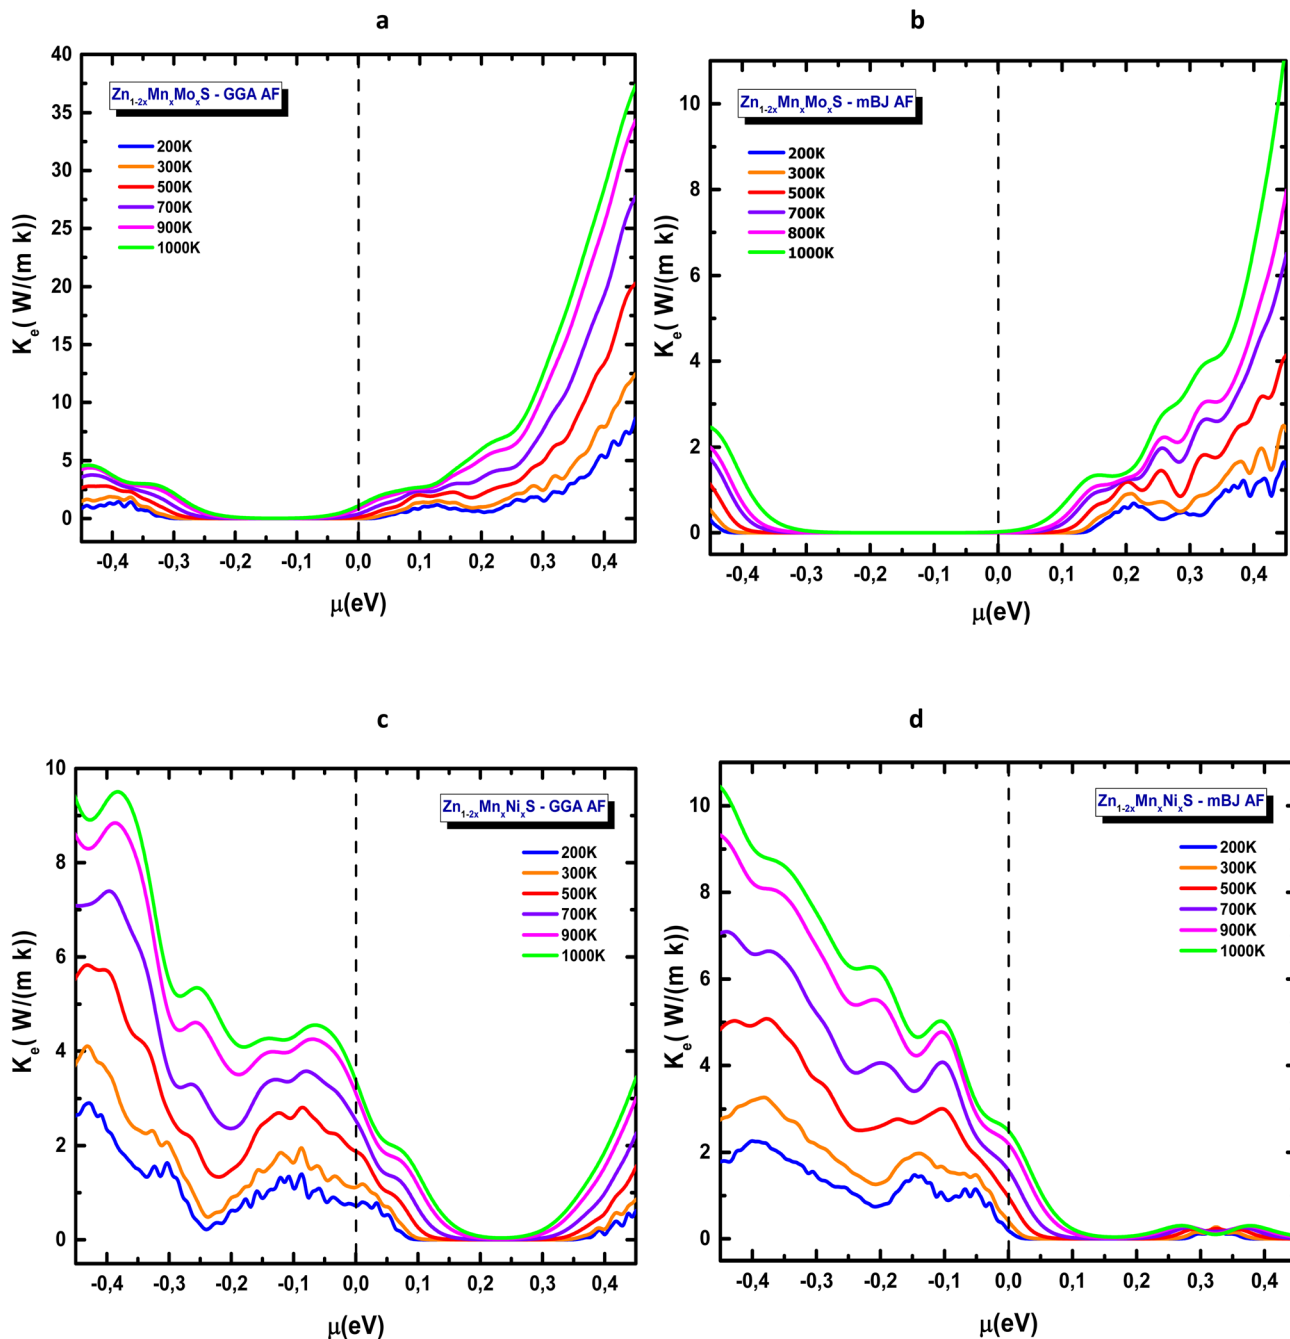 a
Zn1-2xMnxMoxS - GGA AF
200K
300K
500K
700K
900K
1000K
Ke( W/(m k))
40
35
30
25
20
15
10
5
0
-0,4 -0,3 -0,2 -0,1 0,0 0,1 0,2 0,3 0,4
μ(eV)
b
Zn1-2xMnxMoxS - mBJ AF
200K
300K
500K
700K
800K
1000K
Ke( W/(m k))
10
8
6
4
2
0
-0,4 -0,3 -0,2 -0,1 0,0 0,1 0,2 0,3 0,4
μ(eV)
c
Zn1-2xMnxNixS - GGA AF
200K
300K
500K
700K
900K
1000K
Ke( W/(m k))
10
8
6
4
2
0
-0,4 -0,3 -0,2 -0,1 0,0 0,1 0,2 0,3 0,4
μ(eV)
d
Zn1-2xMnxNixS - mBJ AF
200K
300K
500K
700K
900K
1000K
Ke( W/(m k))
10
8
6
4
2
0
-0,4 -0,3 -0,2 -0,1 0,0 0,1 0,2 0,3 0,4
μ(eV)